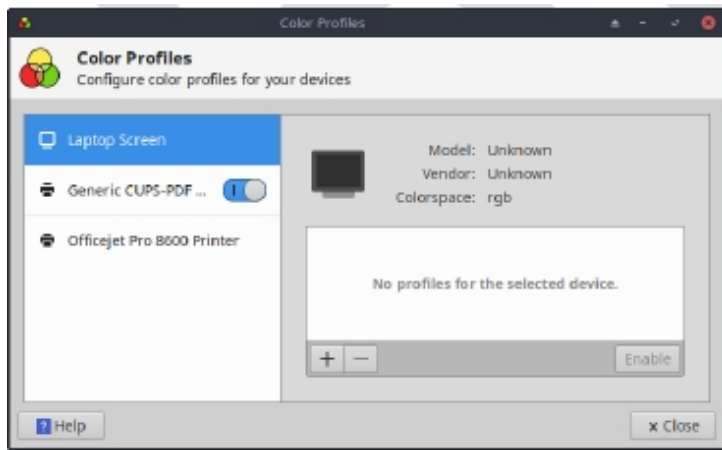 Color Profiles
Color Profiles
Configure color profiles for your devices
Laptop Screen
Generic CUPS-PDF ...
Officejet Pro 8600 Printer
Model: Unknown
Vendor: Unknown
Colorspace: rgb
No profiles for the selected device.
+ −
Enable
? Help
x Close